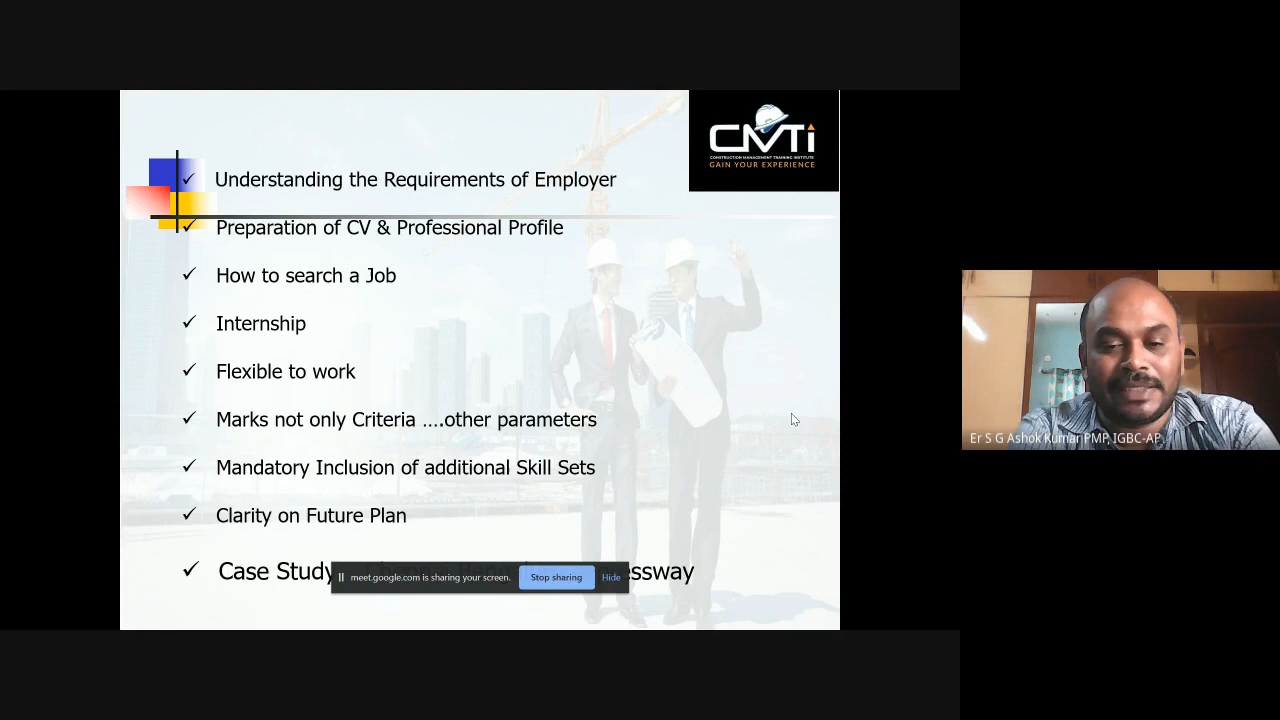 CMTi
CONSTRUCTION MANAGEMENT TRAINING INSTITUTE
GAIN YOUR EXPERIENCE
✓ Understanding the Requirements of Employer
✓ Preparation of CV & Professional Profile
✓ How to search a Job
✓ Internship
✓ Flexible to work
✓ Marks not only Criteria ....other parameters
✓ Mandatory Inclusion of additional Skill Sets
✓ Clarity on Future Plan
✓ Case Study
meet.google.com is sharing your screen. Stop sharing Hide
Er S G Ashok Kumar PMP, IGBC-AP